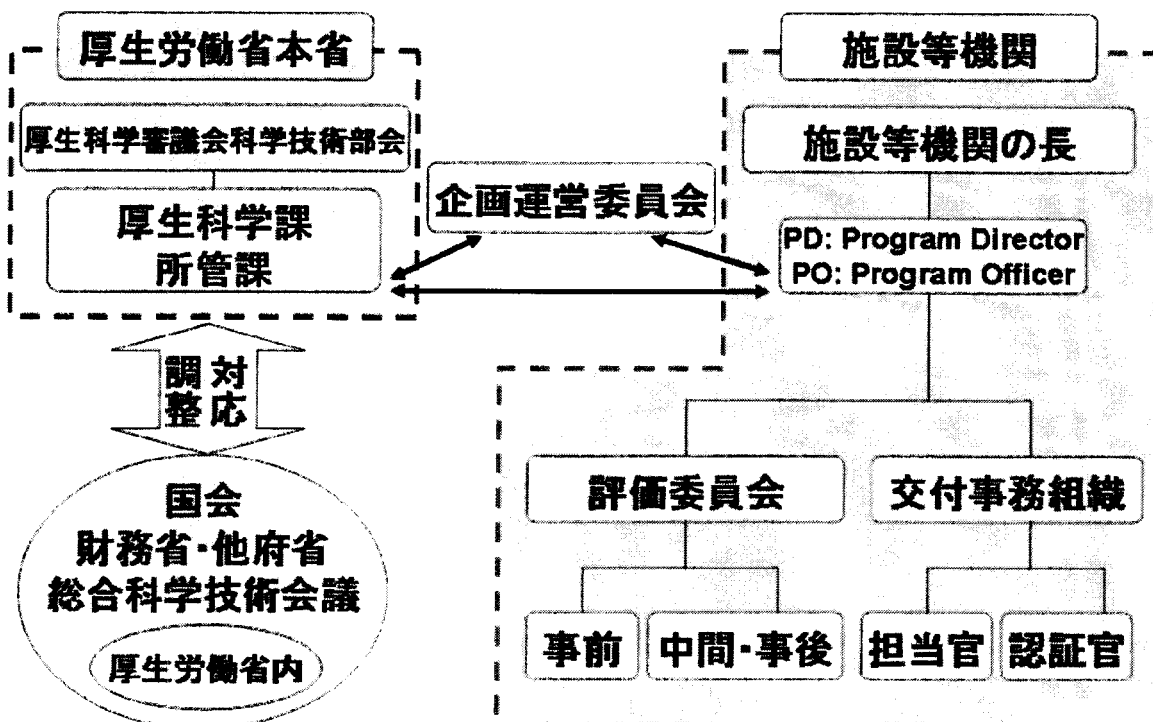 厚生労働省本省
厚生科学審議会科学技術部会
厚生科学課
所管課
企画運営委員会
施設等機関
施設等機関の長
PD: Program Director
PO: Program Officer
調対
整応
国会
財務省・他府省
総合科学技術会議
厚生労働省内
評価委員会
交付事務組織
事前
中間・事後
担当官
認証官